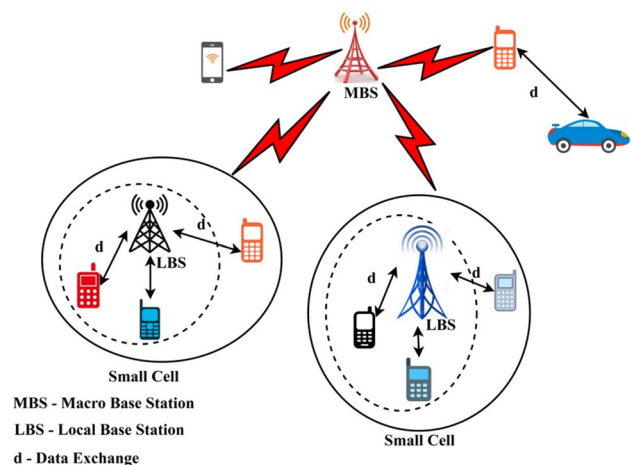 MBS
d
d
d
LBS
d
d
LBS
Small Cell
MBS - Macro Base Station
LBS - Local Base Station
Small Cell
d - Data Exchange